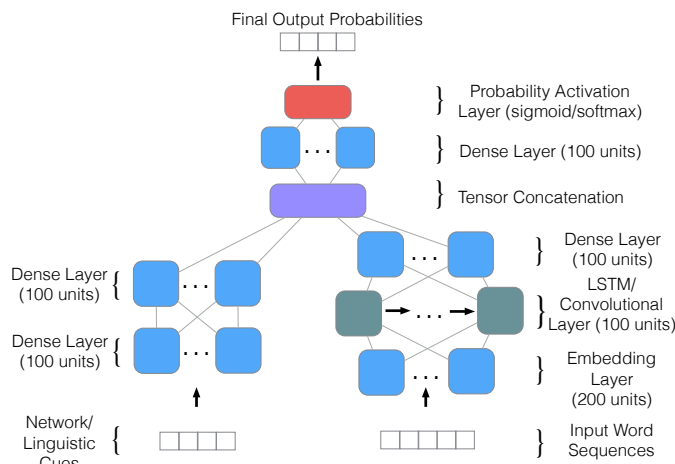 Final Output Probabilities
Probability Activation
Layer (sigmoid/softmax)
Dense Layer (100 units)
Tensor Concatenation
Dense Layer
(100 units)
LSTM/
Convolutional
Layer (100 units)
Embedding
Layer
(200 units)
Input Word
Sequences
Dense Layer
(100 units)
Dense Layer
(100 units)
Network/
Linguistic
Cues